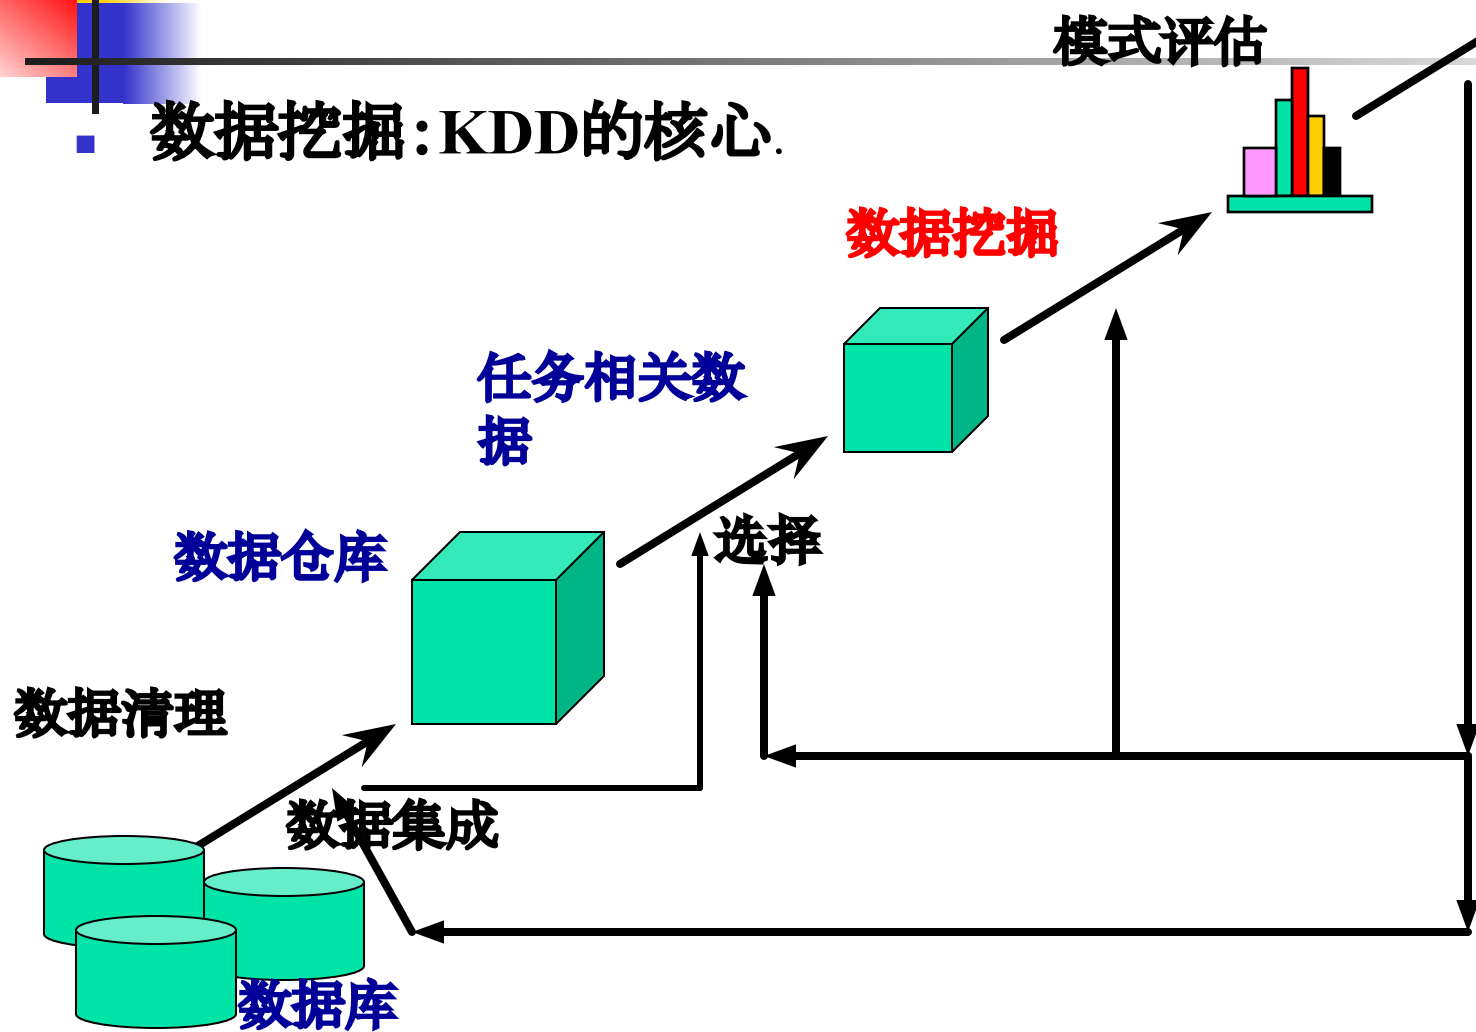 模式评估
数据挖掘:KDD的核心.
数据挖掘
任务相关数
据
选择
数据仓库
数据清理
数据集成
数据库